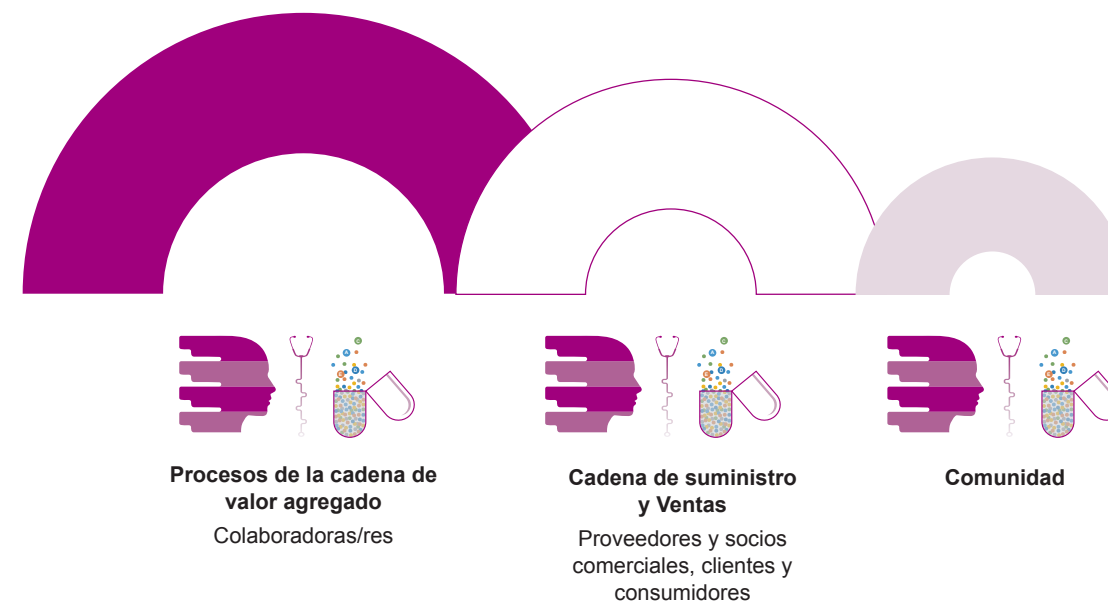 C
A
D
E
C
A
D
E
C
A
D
E
Procesos de la cadena de
valor agregado
Colaboradoras/res
Cadena de suministro
y Ventas
Proveedores y socios
comerciales, clientes y
consumidores
Comunidad